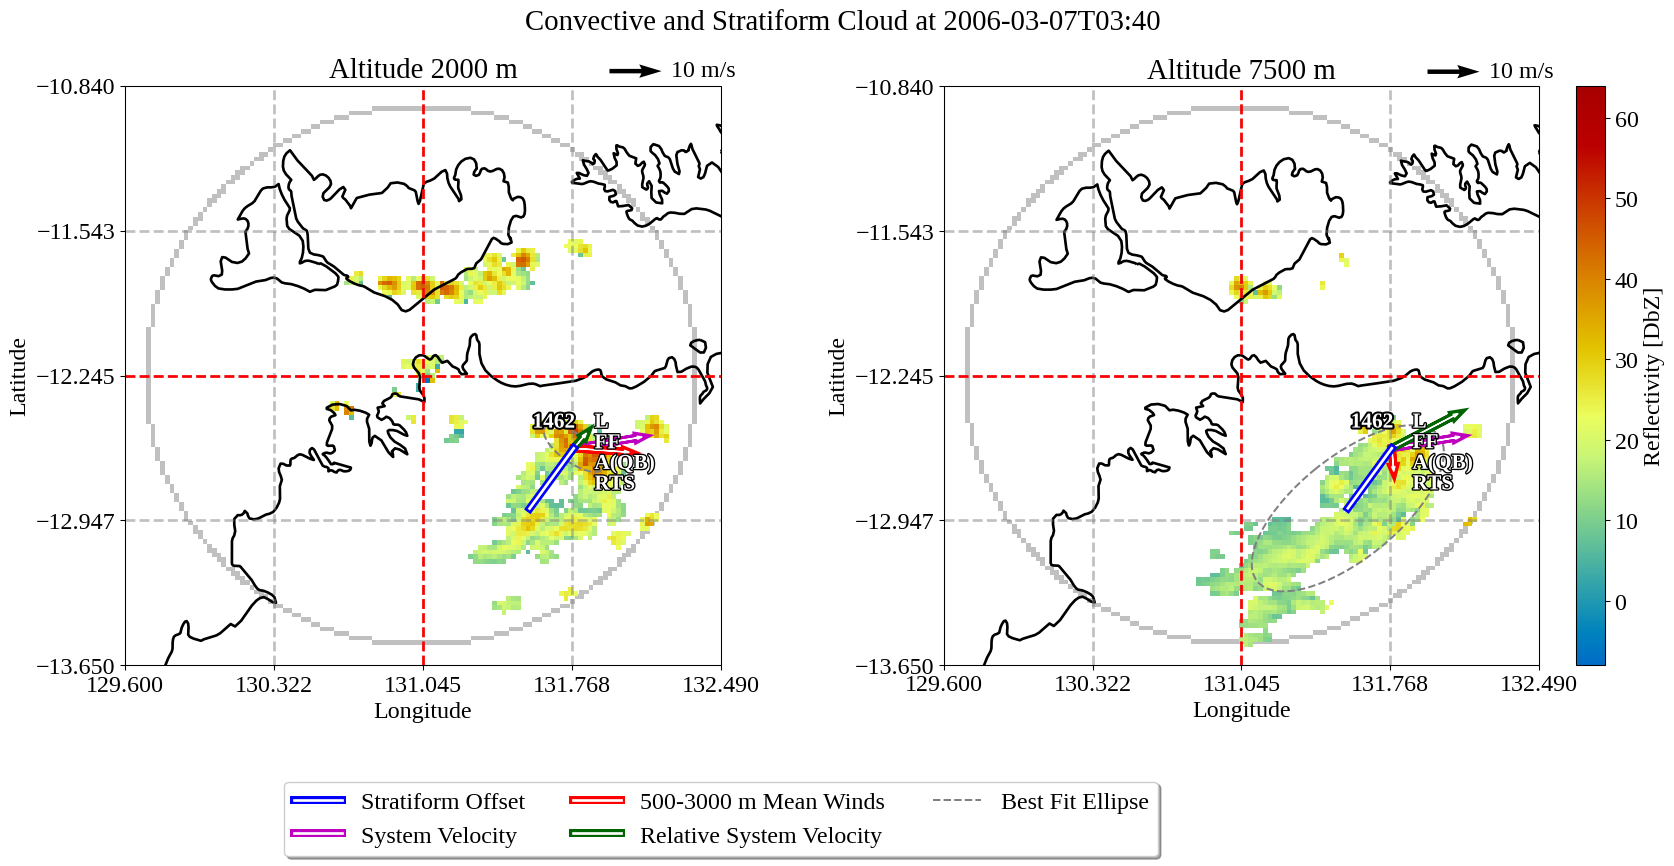 Convective and Stratiform Cloud at 2006-03-07T03:40
Altitude 2000 m
10 m/s
−10.840
−11.543
−12.245
−12.947
−13.650
Latitude
129.600
130.322
131.045
131.768
132.490
Longitude
1462
L
FF
A(QB)
RTS
Altitude 7500 m
10 m/s
−10.840
−11.543
−12.245
−12.947
−13.650
Latitude
129.600
130.322
131.045
131.768
132.490
Longitude
1462
L
FF
A(QB)
RTS
60
50
40
30
20
10
0
Reflectivity [DbZ]
Stratiform Offset
System Velocity
500-3000 m Mean Winds
Relative System Velocity
Best Fit Ellipse